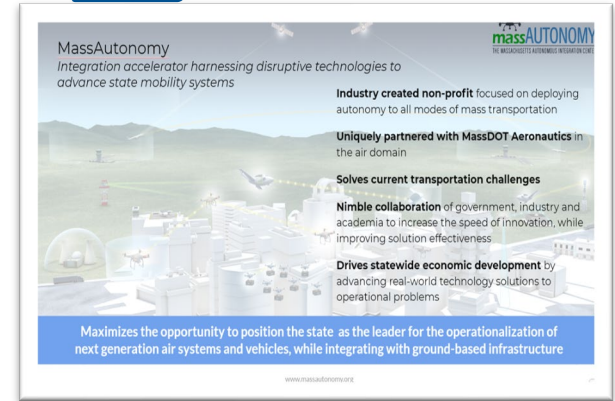 massAUTONOMY
THE MASSACHUSETTS AUTONOMOUS INTEGRATION CENT
MassAutonomy
Integration accelerator harnessing disruptive technologies to
advance state mobility systems
Industry created non-profit focused on deploying
autonomy to all modes of mass transportation
Uniquely partnered with MassDOT Aeronautics in
the air domain
Solves current transportation challenges
Nimble collaboration of government, industry and
academia to increase the speed of innovation, while
improving solution effectiveness
Drives statewide economic development by
advancing real-world technology solutions to
operational problems
Maximizes the opportunity to position the state as the leader for the operationalization of
next generation air systems and vehicles, while integrating with ground-based infrastructure
www.massautonomy.org